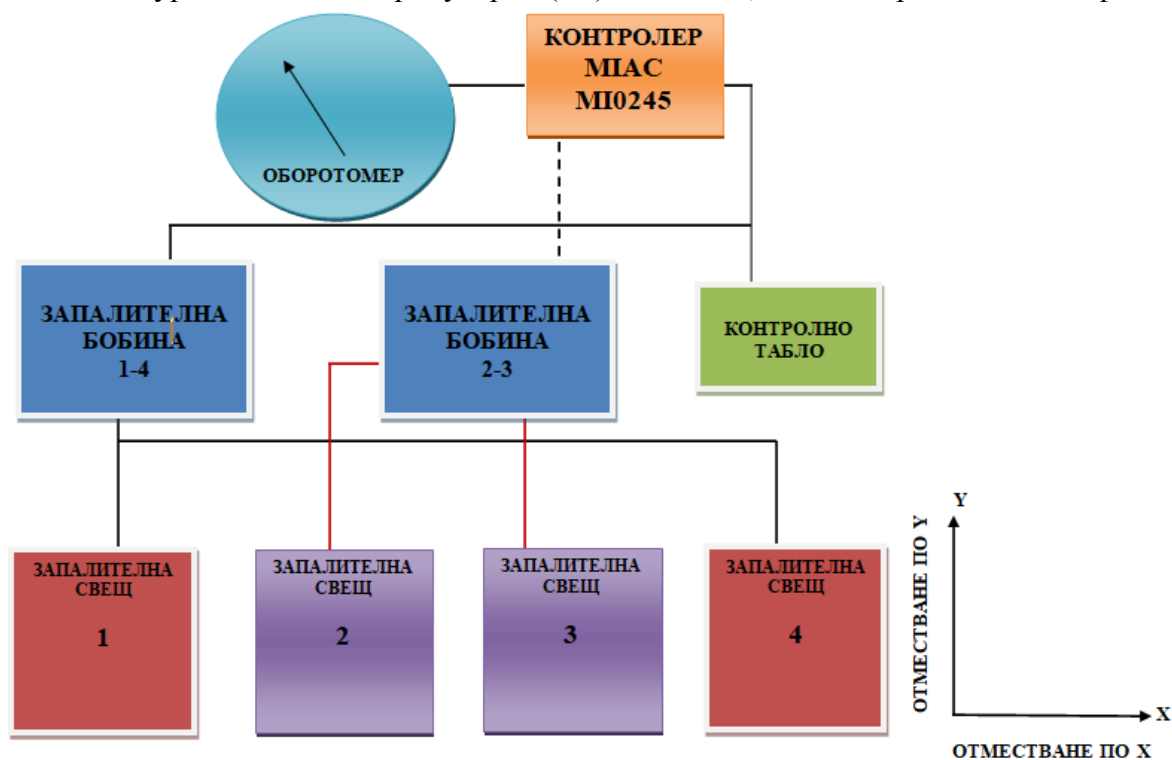 КОНТРОЛЕР
MIAC
MI0245
ОБОРОТОМЕР
ЗАПАЛИТЕЛНА
БОБИНА
1-4
ЗАПАЛИТЕЛНА
БОБИНА
2-3
КОНТРОЛНО
ТАБЛО
ЗАПАЛИТЕЛНА
СВЕЩ
1
ЗАПАЛИТЕЛНА
СВЕЩ
2
ЗАПАЛИТЕЛНА
СВЕЩ
3
ЗАПАЛИТЕЛНА
СВЕЩ
4
Y
ОТМЕСТВАНЕ ПО Y
X
ОТМЕСТВАНЕ ПО X